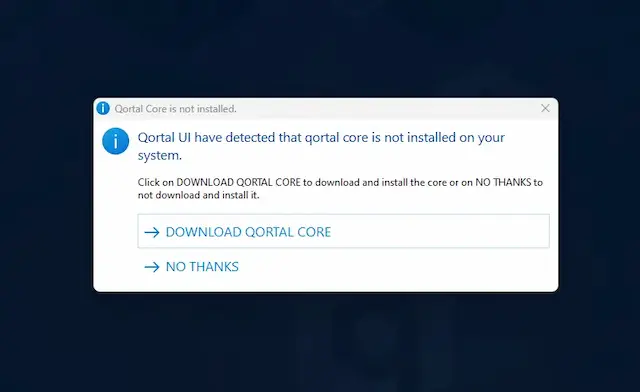 Qortal Core is not installed.
Qortal UI have detected that qortal core is not installed on your
system.
Click on DOWNLOAD QORTAL CORE to download and install the core or on NO THANKS to
not download and install it.
DOWNLOAD QORTAL CORE
NO THANKS